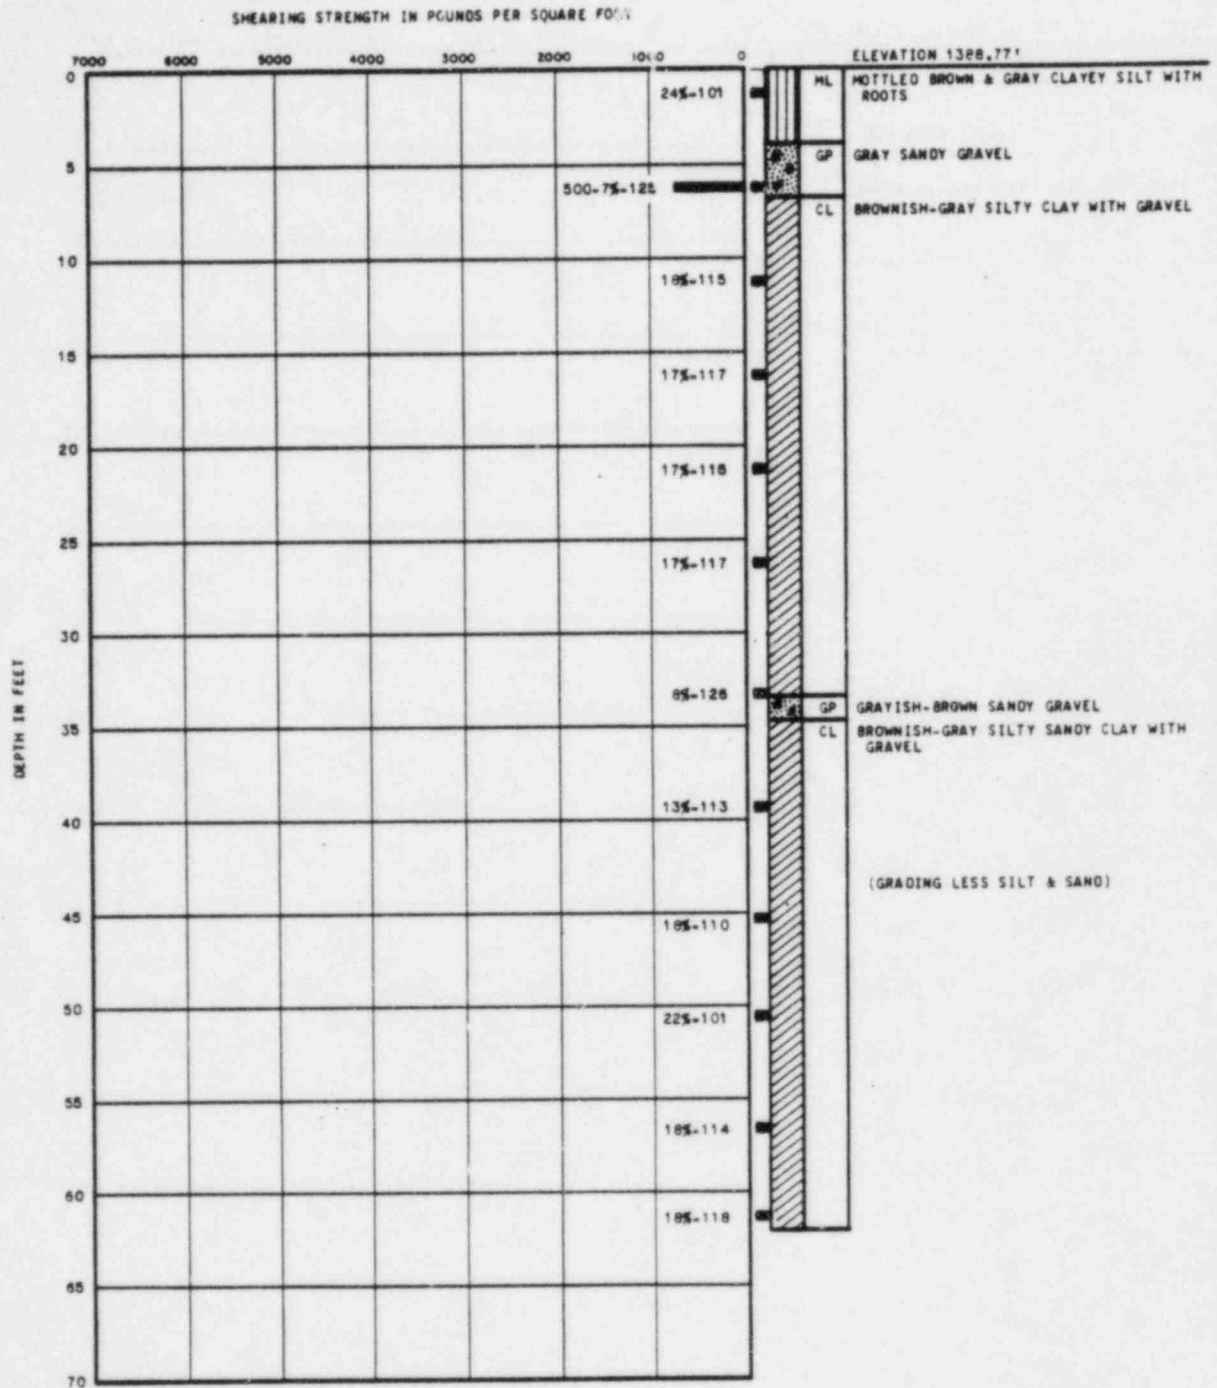 SHEARING STRENGTH IN POUNDS PER SQUARE
7000 6000 5000 4000 3000 2000 1000 0
ELEVATION 1388.77'
0
24%-101
ML MOTTLED BROWN & GRAY CLAYEY SILT WITH
ROOTS
GP GRAY SANDY GRAVEL
5
500-7%-125
CL BROWNISH-GRAY SILTY CLAY WITH GRAVEL
10
18%-115
15
17%-117
20
17%-116
25
17%-117
30
DEPTH IN FEET
8%-126
GP GRAYISH-BROWN SANDY GRAVEL
35
CL BROWNISH-GRAY SILTY SANDY CLAY WITH
GRAVEL
13%-113
40
(GRADING LESS SILT & SAND)
45
18%-110
50
22%-101
55
18%-114
60
18%-118
65
70